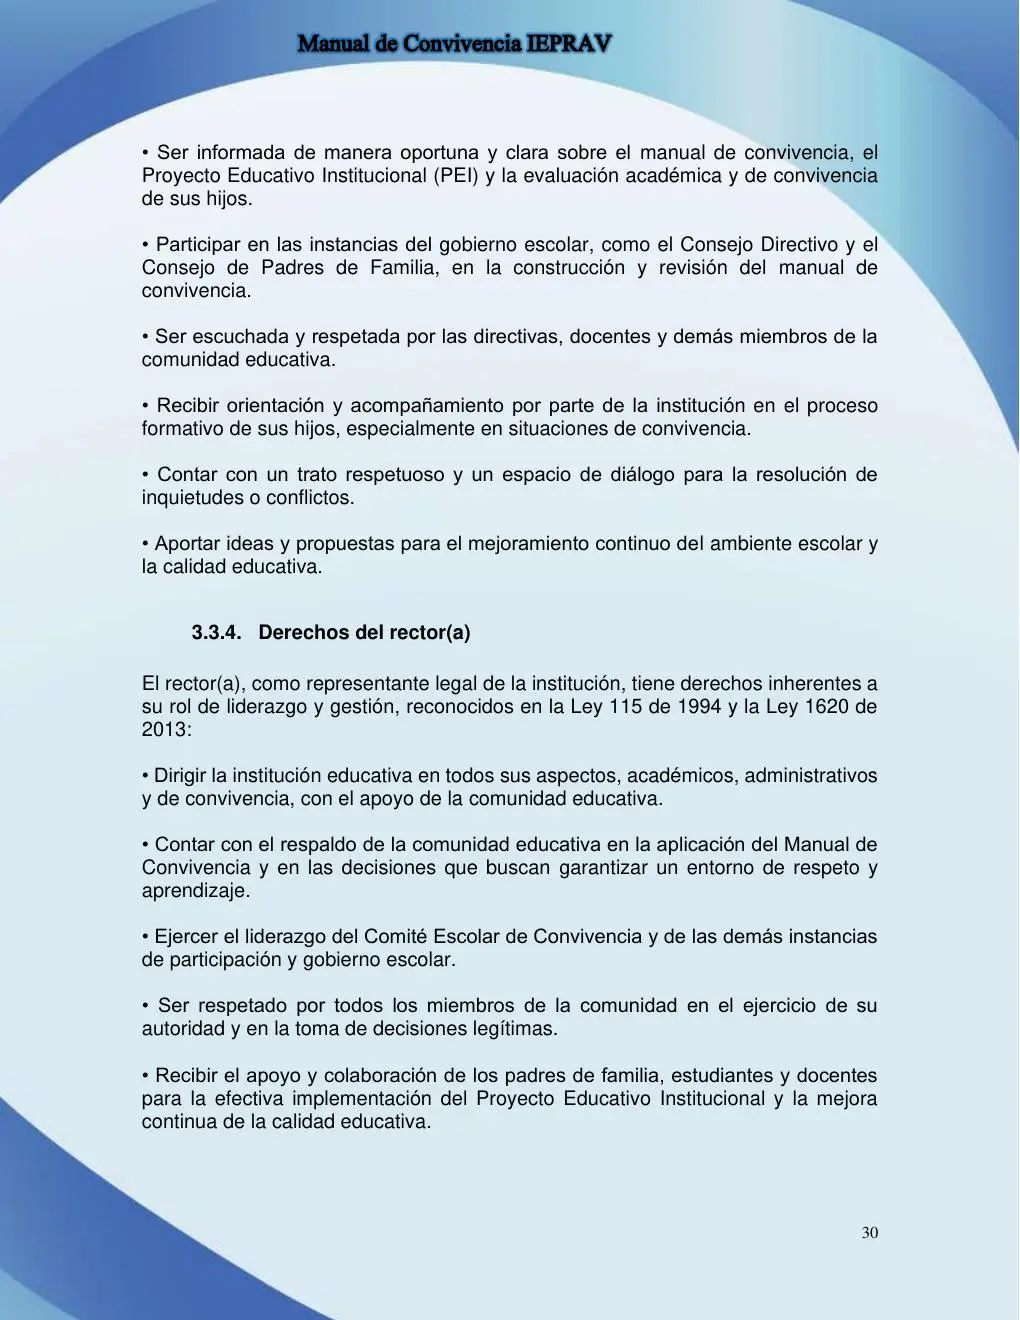 Manual de Convivencia IEPRAV
• Ser informada de manera oportuna y clara sobre el manual de convivencia, el
Proyecto Educativo Institucional (PEI) y la evaluación académica y de convivencia
de sus hijos.
• Participar en las instancias del gobierno escolar, como el Consejo Directivo y el
Consejo de Padres de Familia, en la construcción y revisión del manual de
convivencia.
• Ser escuchada y respetada por las directivas, docentes y demás miembros de la
comunidad educativa.
• Recibir orientación y acompañamiento por parte de la institución en el proceso
formativo de sus hijos, especialmente en situaciones de convivencia.
• Contar con un trato respetuoso y un espacio de diálogo para la resolución de
inquietudes o conflictos.
• Aportar ideas y propuestas para el mejoramiento continuo del ambiente escolar y
la calidad educativa.
3.3.4. Derechos del rector(a)
El rector(a), como representante legal de la institución, tiene derechos inherentes a
su rol de liderazgo y gestión, reconocidos en la Ley 115 de 1994 y la Ley 1620 de
2013:
• Dirigir la institución educativa en todos sus aspectos, académicos, administrativos
y de convivencia, con el apoyo de la comunidad educativa.
• Contar con el respaldo de la comunidad educativa en la aplicación del Manual de
Convivencia y en las decisiones que buscan garantizar un entorno de respeto y
aprendizaje.
• Ejercer el liderazgo del Comité Escolar de Convivencia y de las demás instancias
de participación y gobierno escolar.
• Ser respetado por todos los miembros de la comunidad en el ejercicio de su
autoridad y en la toma de decisiones legítimas.
• Recibir el apoyo y colaboración de los padres de familia, estudiantes y docentes
para la efectiva implementación del Proyecto Educativo Institucional y la mejora
continua de la calidad educativa.
30